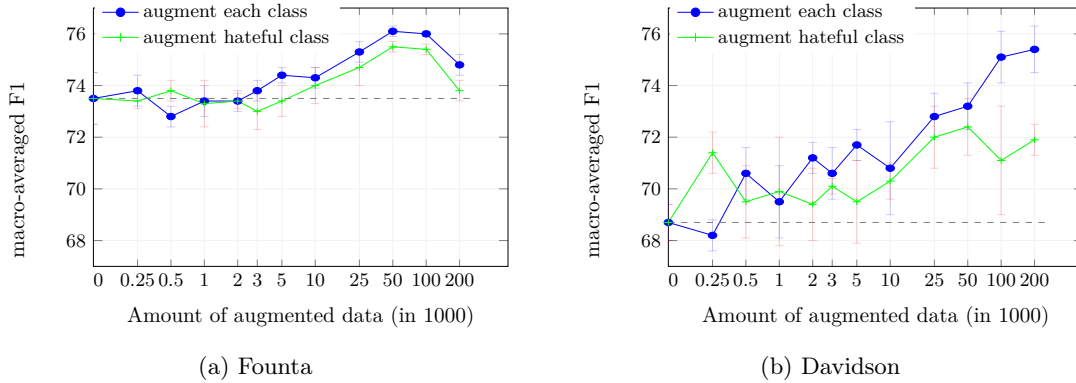 augment each class
augment hateful class
76
74
72
70
68
macro-averaged F1
0 0.25 0.5 1 2 3 5 10 25 50 100 200
Amount of augmented data (in 1000)
(a) Founta
augment each class
augment hateful class
76
74
72
70
68
macro-averaged F1
0 0.25 0.5 1 2 3 5 10 25 50 100 200
Amount of augmented data (in 1000)
(b) Davidson